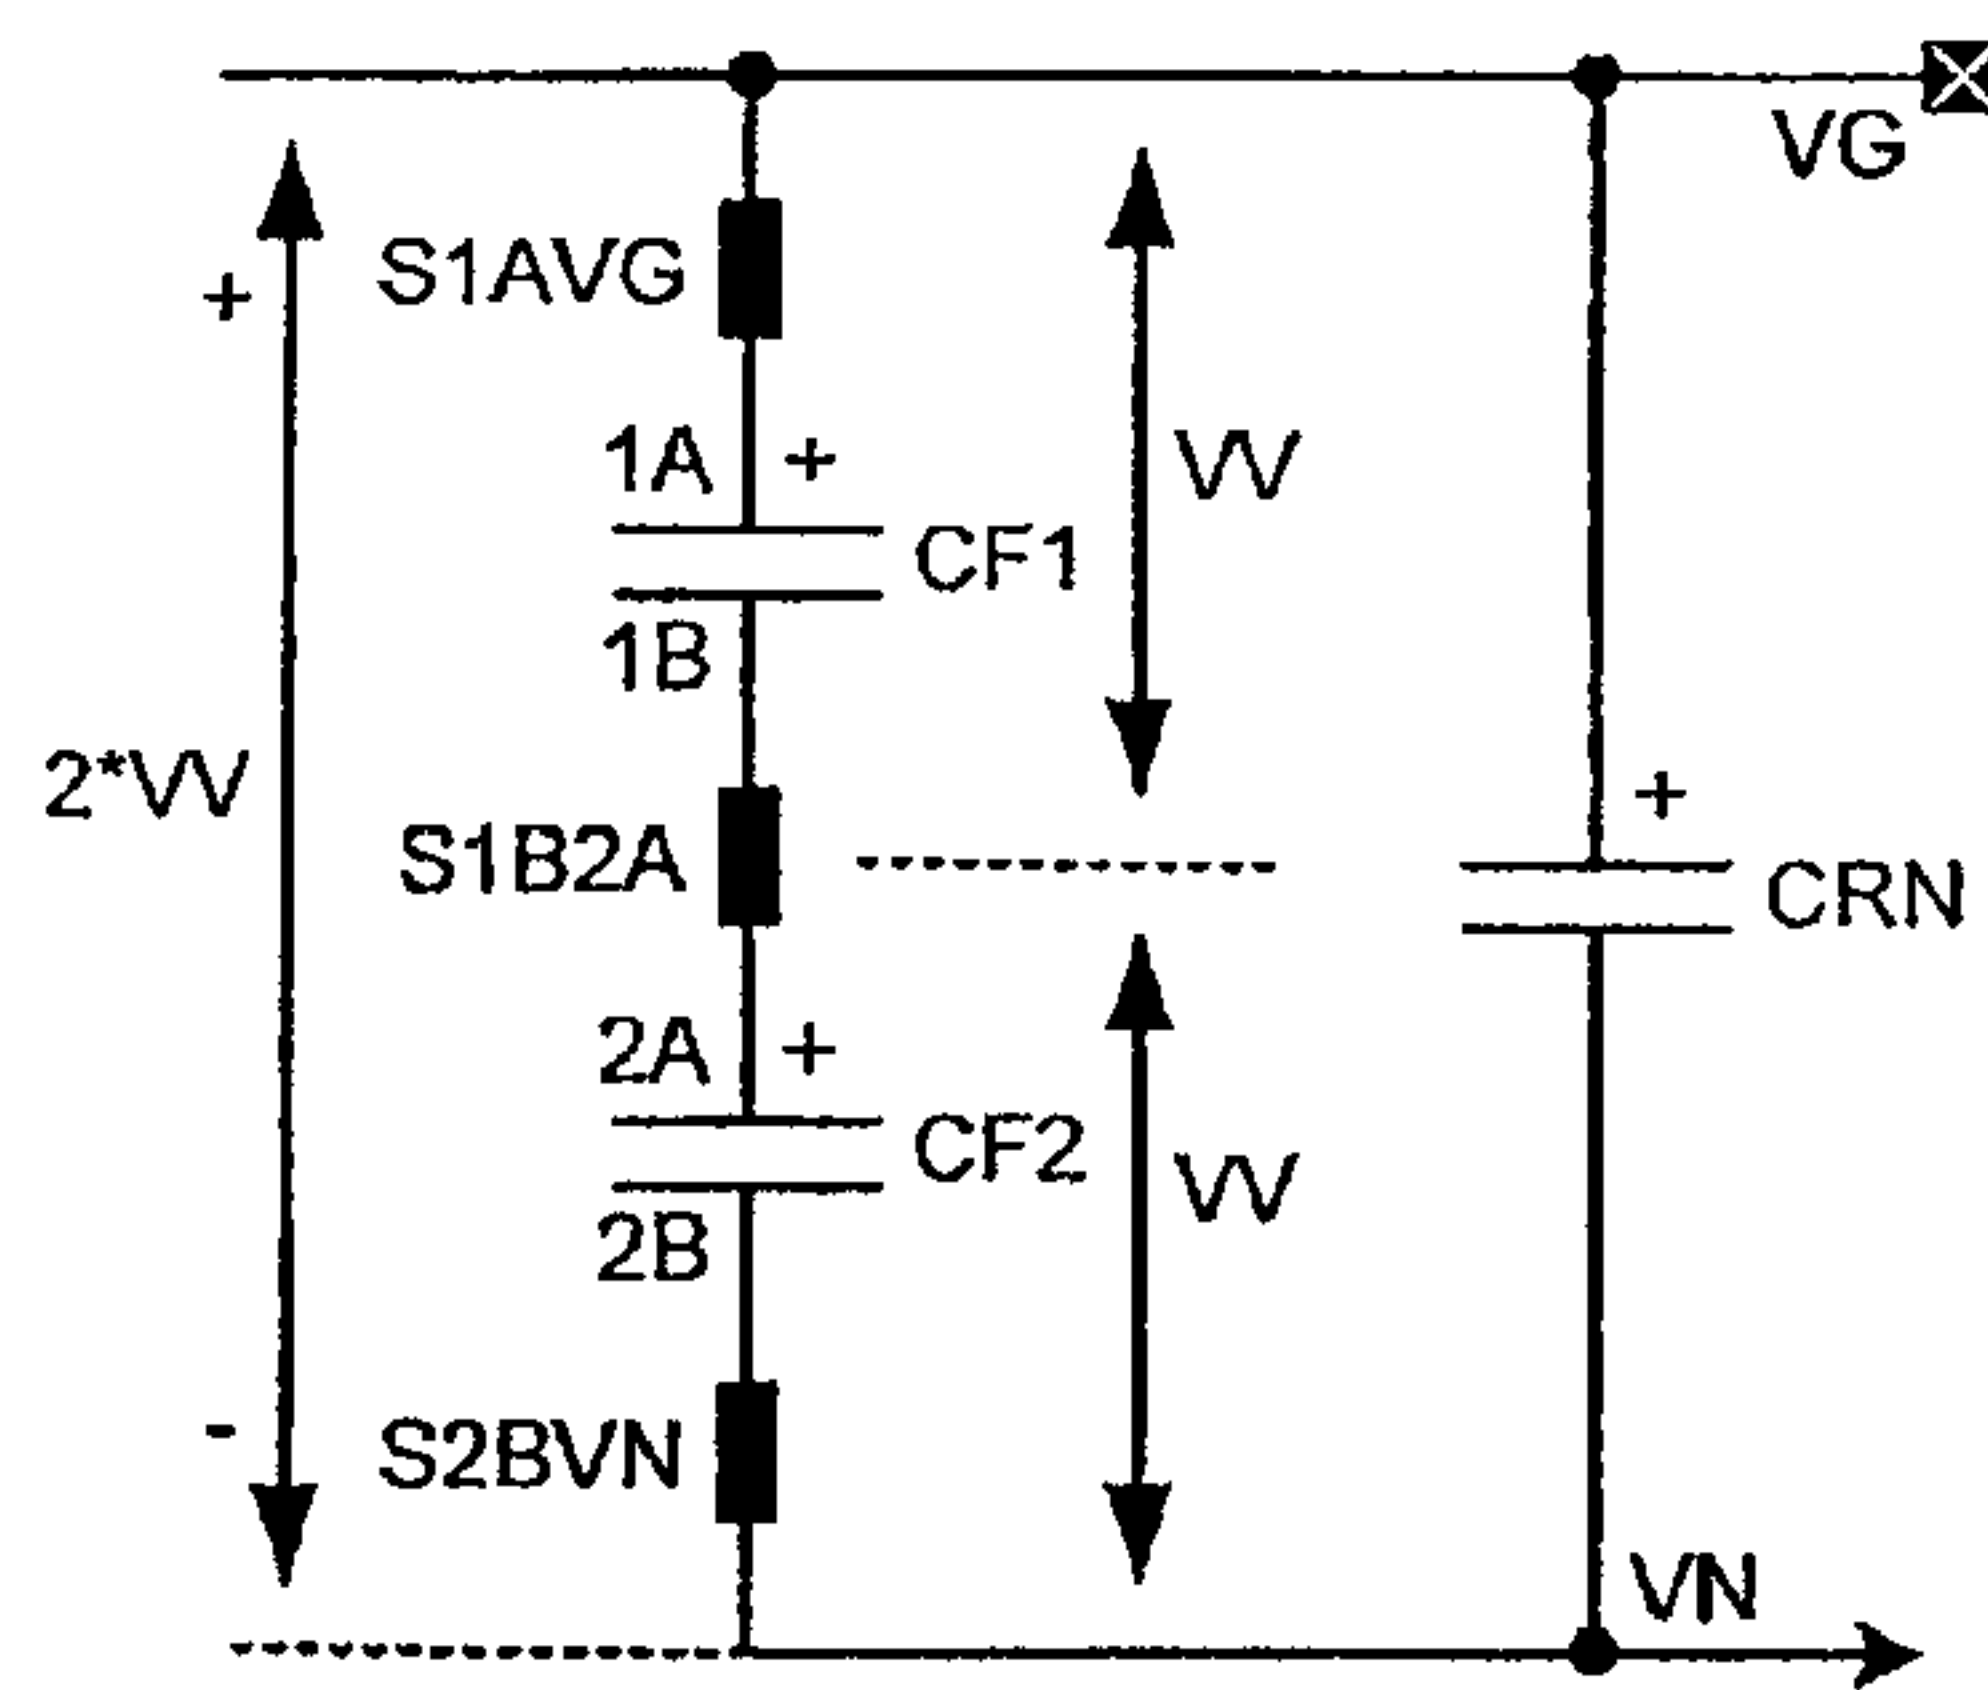 VG
+
S1AVG
1A
+
VV
CF1
1B
2*VV
+
S1B2A
CRN
2A
+
CF2
VV
2B
-
S2BVN
VN